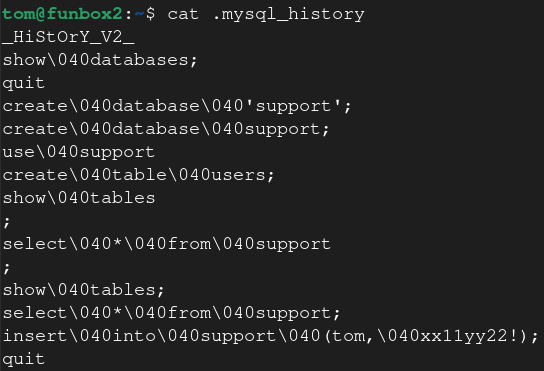 tom@funbox2:~$ cat .mysql_history
_HiStOrY_V2_
show\040databases;
quit
create\040database\040'support';
create\040database\040support;
use\040support
create\040table\040users;
show\040tables
;
select\040*\040from\040support
;
show\040tables;
select\040*\040from\040support;
insert\040into\040support\040(tom,\040xx11yy22!);
quit